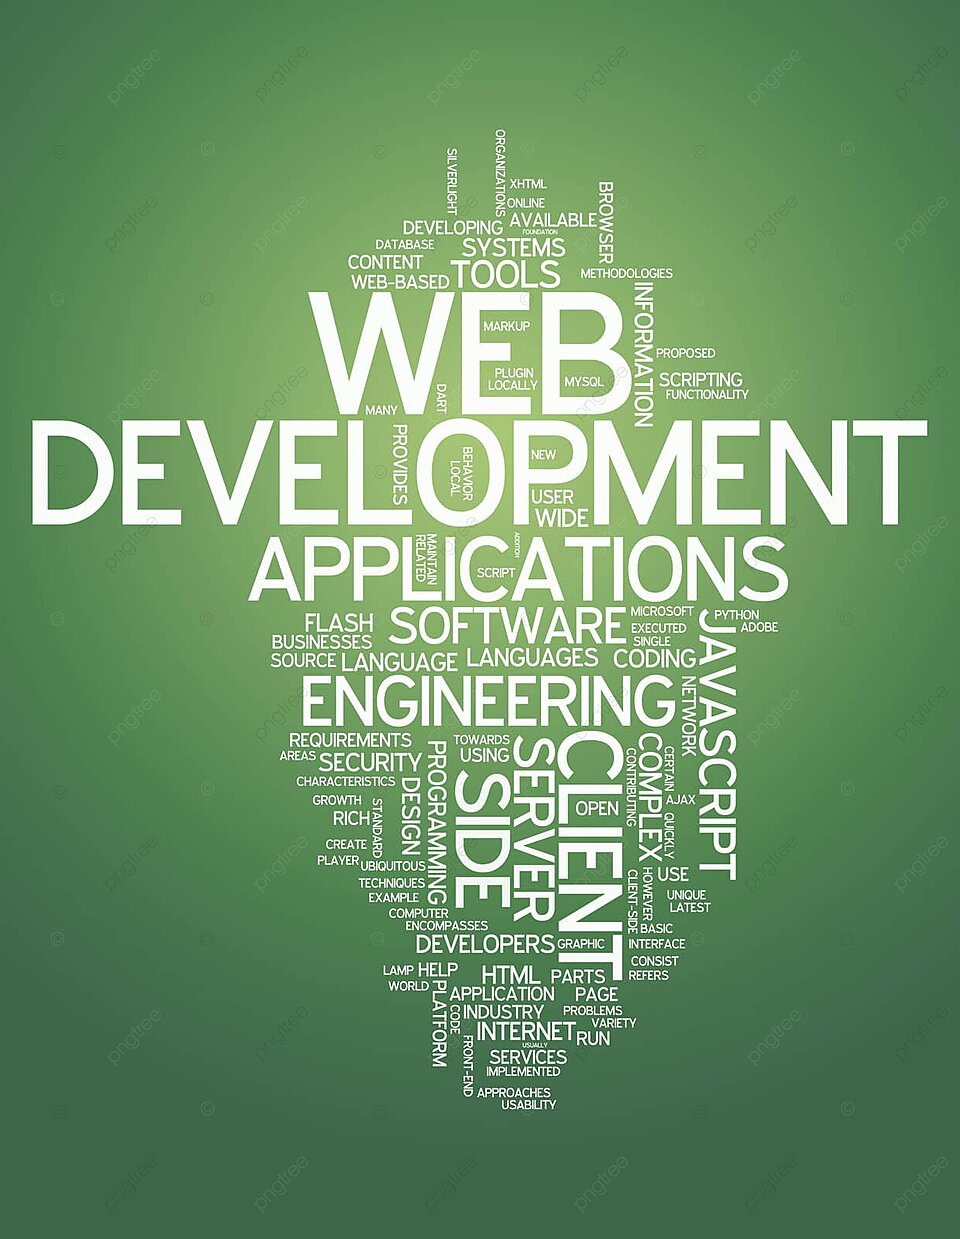 ORGANIZATIONS
SILVERLIGHT
XHTML
BROWSER
ONLINE
AVAILABLE
DEVELOPING
FOUNDATION
DATABASE
SYSTEMS
CONTENT
TOOLS
METHODOLOGIES
WEB-BASED
INFORMATION
WEB
MARKUP
PROPOSED
PLUGIN
LOCALLY
MYSQL
SCRIPTING
FUNCTIONALITY
DART
MANY
DEVELOPMENT
PROVIDES
BEHAVIOR
LOCAL
NEW
USER
WIDE
APPLICATIONS
MAINTAIN
RELATED
ADDITION
SCRIPT
FLASH
SOFTWARE
MICROSOFT
PYTHON
EXECUTED
ADOBE
BUSINESSES
SINGLE
JAVASCRIPT
SOURCE
LANGUAGE
LANGUAGES
CODING
ENGINEERING
NETWORK
REQUIREMENTS
TOWARDS
AREAS
SECURITY
USING
CHARACTERISTICS
PROGRAMMING
SIDE
SERVER
CLIENT
COMPLEX
CONTRIBUTING
CERTAIN
DESIGN
GROWTH
OPEN
AJAX
RICH
STANDARD
QUICKLY
CREATE
PLAYER
UBIQUITOUS
TECHNIQUES
HOWEVER
CLIENT-SIDE
USE
EXAMPLE
UNIQUE
LATEST
COMPUTER
ENCOMPASSES
BASIC
DEVELOPERS
GRAPHIC
INTERFACE
CONSIST
LAMP
HELP
HTML
PARTS
REFERS
WORLD
PLATFORM
APPLICATION
PAGE
CODE
INDUSTRY
PROBLEMS
VARIETY
INTERNET
RUN
FRONT-END
USUALLY
SERVICES
IMPLEMENTED
APPROACHES
USABILITY
pngtree